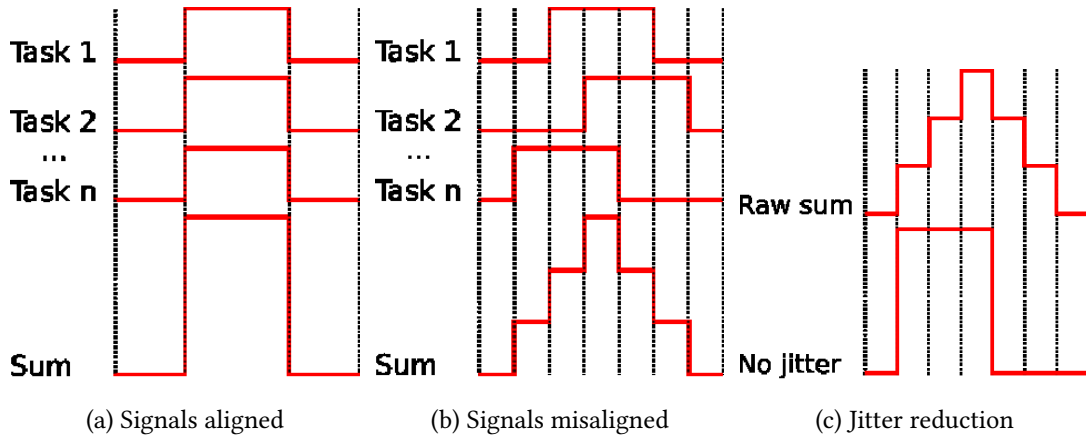 Task 1
Task 2
...
Task n
Sum
(a) Signals aligned
Task 1
Task 2
...
Task n
Sum
(b) Signals misaligned
Raw sum
No jitter
(c) Jitter reduction